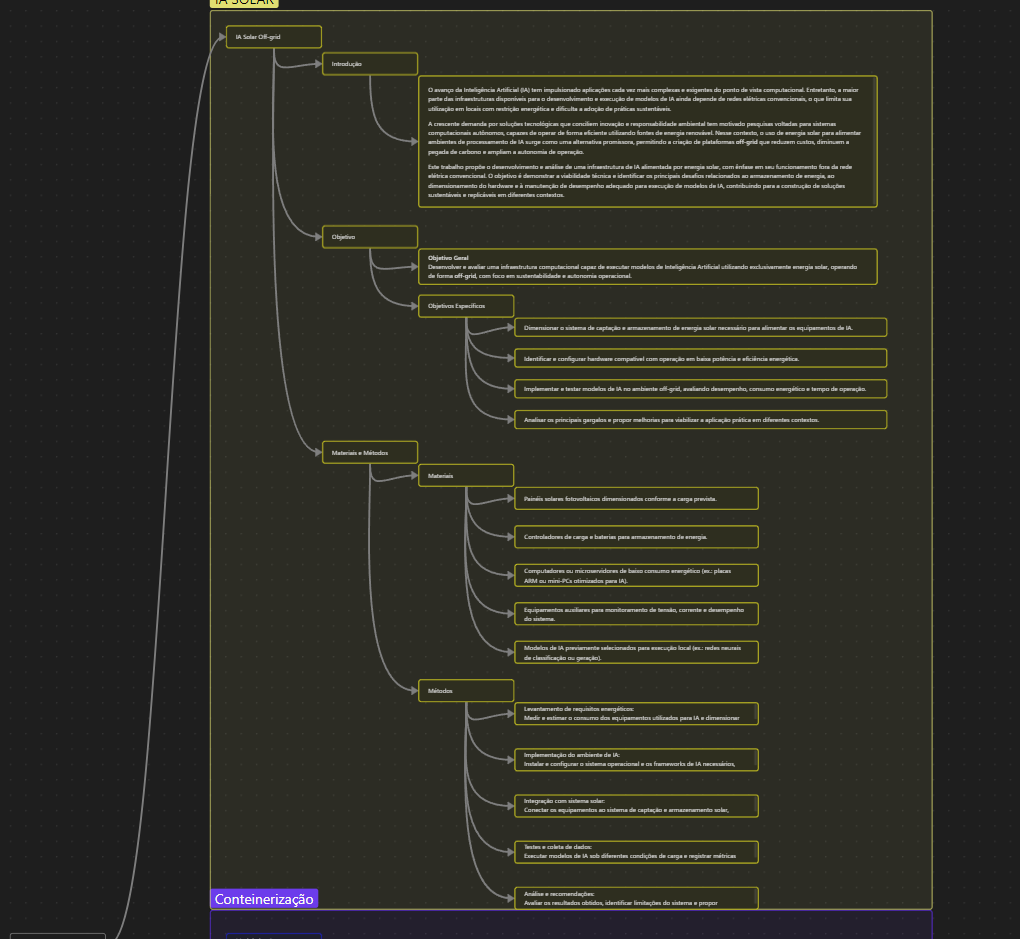 IA SOLAR
IA Solar Off-grid
Introdução
O avanço da Inteligência Artificial (IA) tem impulsionado aplicações cada vez mais complexas e exigentes do ponto de vista computacional. Entretanto, a maior
parte das infraestruturas disponíveis para o desenvolvimento e execução de modelos de IA ainda depende de redes elétricas convencionais, o que limita sua
utilização em locais com restrição energética e dificulta a adoção de práticas sustentáveis.
A crescente demanda por soluções tecnológicas que conciliem inovação e responsabilidade ambiental tem motivado pesquisas voltadas para sistemas
computacionais autônomos, capazes de operar de forma eficiente utilizando fontes de energia renovável. Nesse contexto, o uso de energia solar para alimentar
ambientes de processamento de IA surge como uma alternativa promissora, permitindo a criação de plataformas off-grid que reduzem custos, diminuem a
pegada de carbono e ampliam a autonomia de operação.
Este trabalho propõe o desenvolvimento e análise de uma infraestrutura de IA alimentada por energia solar, com ênfase em seu funcionamento fora da rede
elétrica convencional. O objetivo é demonstrar a viabilidade técnica e identificar os principais desafios relacionados ao armazenamento de energia, ao
dimensionamento do hardware e à manutenção de desempenho adequado para execução de modelos de IA, contribuindo para a construção de soluções
sustentáveis e replicáveis em diferentes contextos.
Objetivo
Objetivo Geral
Desenvolver e avaliar uma infraestrutura computacional capaz de executar modelos de Inteligência Artificial utilizando exclusivamente energia solar, operando
de forma off-grid, com foco em sustentabilidade e autonomia operacional.
Objetivos Específicos
Dimensionar o sistema de captação e armazenamento de energia solar necessário para alimentar os equipamentos de IA.
Identificar e configurar hardware compatível com operação em baixa potência e eficiência energética.
Implementar e testar modelos de IA no ambiente off-grid, avaliando desempenho, consumo energético e tempo de operação.
Analisar os principais gargalos e propor melhorias para viabilizar a aplicação prática em diferentes contextos.
Materiais e Métodos
Materiais
Painéis solares fotovoltaicos dimensionados conforme a carga prevista.
Controladores de carga e baterias para armazenamento de energia.
Computadores ou microservidores de baixo consumo energético (ex.: placas
ARM ou mini-PCs otimizados para IA).
Equipamentos auxiliares para monitoramento de tensão, corrente e desempenho
do sistema.
Modelos de IA previamente selecionados para execução local (ex.: redes neurais
de classificação ou geração).
Métodos
Levantamento de requisitos energéticos:
Medir e estimar o consumo dos equipamentos utilizados para IA e dimensionar
Implementação do ambiente de IA:
Instalar e configurar o sistema operacional e os frameworks de IA necessários,
Integração com sistema solar:
Conectar os equipamentos ao sistema de captação e armazenamento solar,
Testes e coleta de dados:
Executar modelos de IA sob diferentes condições de carga e registrar métricas
Análise e recomendações:
Avaliar os resultados obtidos, identificar limitações do sistema e propor
Conteinerização